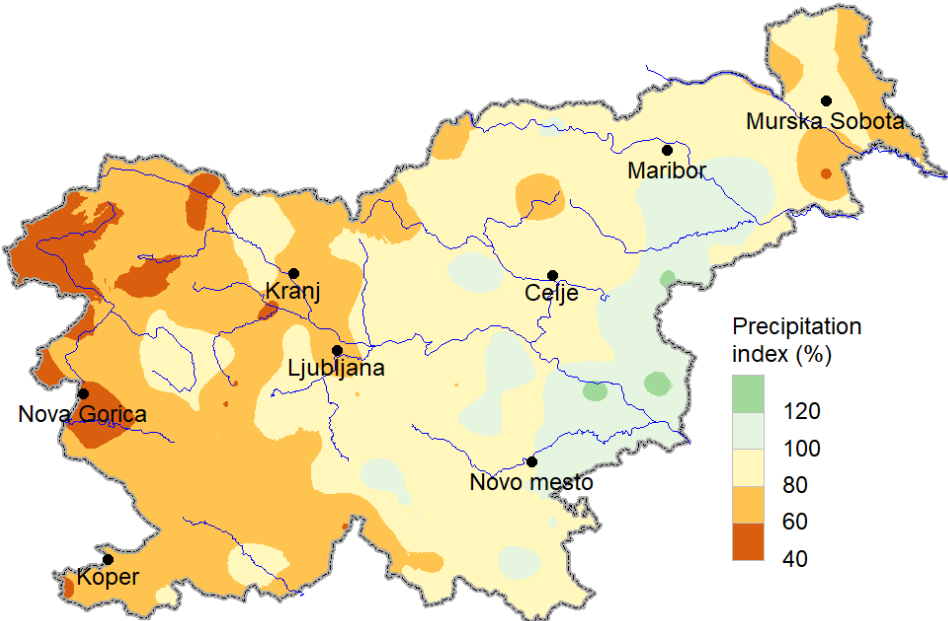 Murska Sobota
Maribor
Kranj
Celje
Precipitation
index (%)
Ljubljana
120
Nova Gorica
100
80
Novo mesto
60
40
Koper